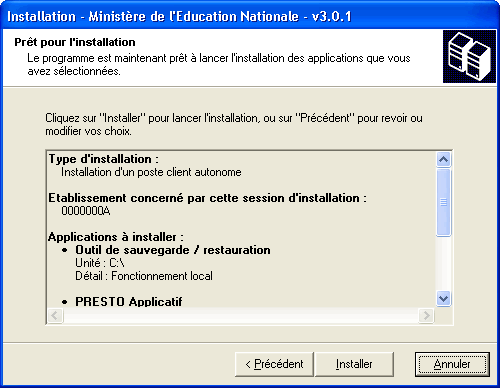 Installation - Ministère de l'Education Nationale - v3.0.1
Prêt pour l'installation
Le programme est maintenant prêt à lancer l'installation des applications que vous
avez sélectionnées.
Cliquez sur "Installer" pour lancer l'installation, ou sur "Précédent" pour revoir ou
modifier vos choix.
Type d'installation :
Installation d'un poste client autonome
Etablissement concerné par cette session d'installation :
0000000A
Applications à installer :
• Outil de sauvegarde / restauration
Unité : C:\
Détail : Fonctionnement local
• PRESTO Applicatif
< Précédent
Installer
Annuler